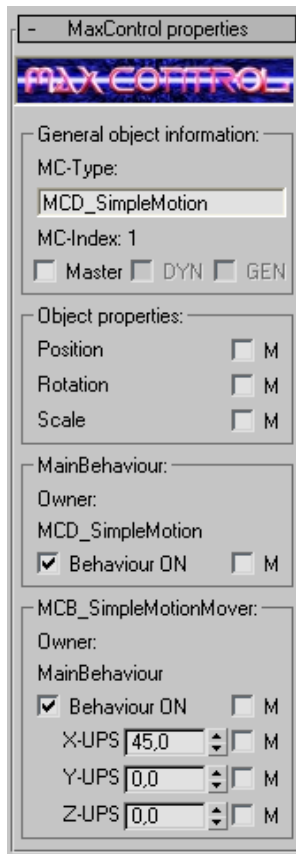 - MaxControl properties
MAX CONTROL
General object information:
MC-Type:
MCD_SimpleMotion
MC-Index: 1
Master DYN GEN
Object properties:
Position M
Rotation M
Scale M
MainBehaviour:
Owner:
MCD_SimpleMotion
Behaviour ON M
MCB_SimpleMotionMover:
Owner:
MainBehaviour
Behaviour ON M
X-UPS 45,0 M
Y-UPS 0,0 M
Z-UPS 0,0 M